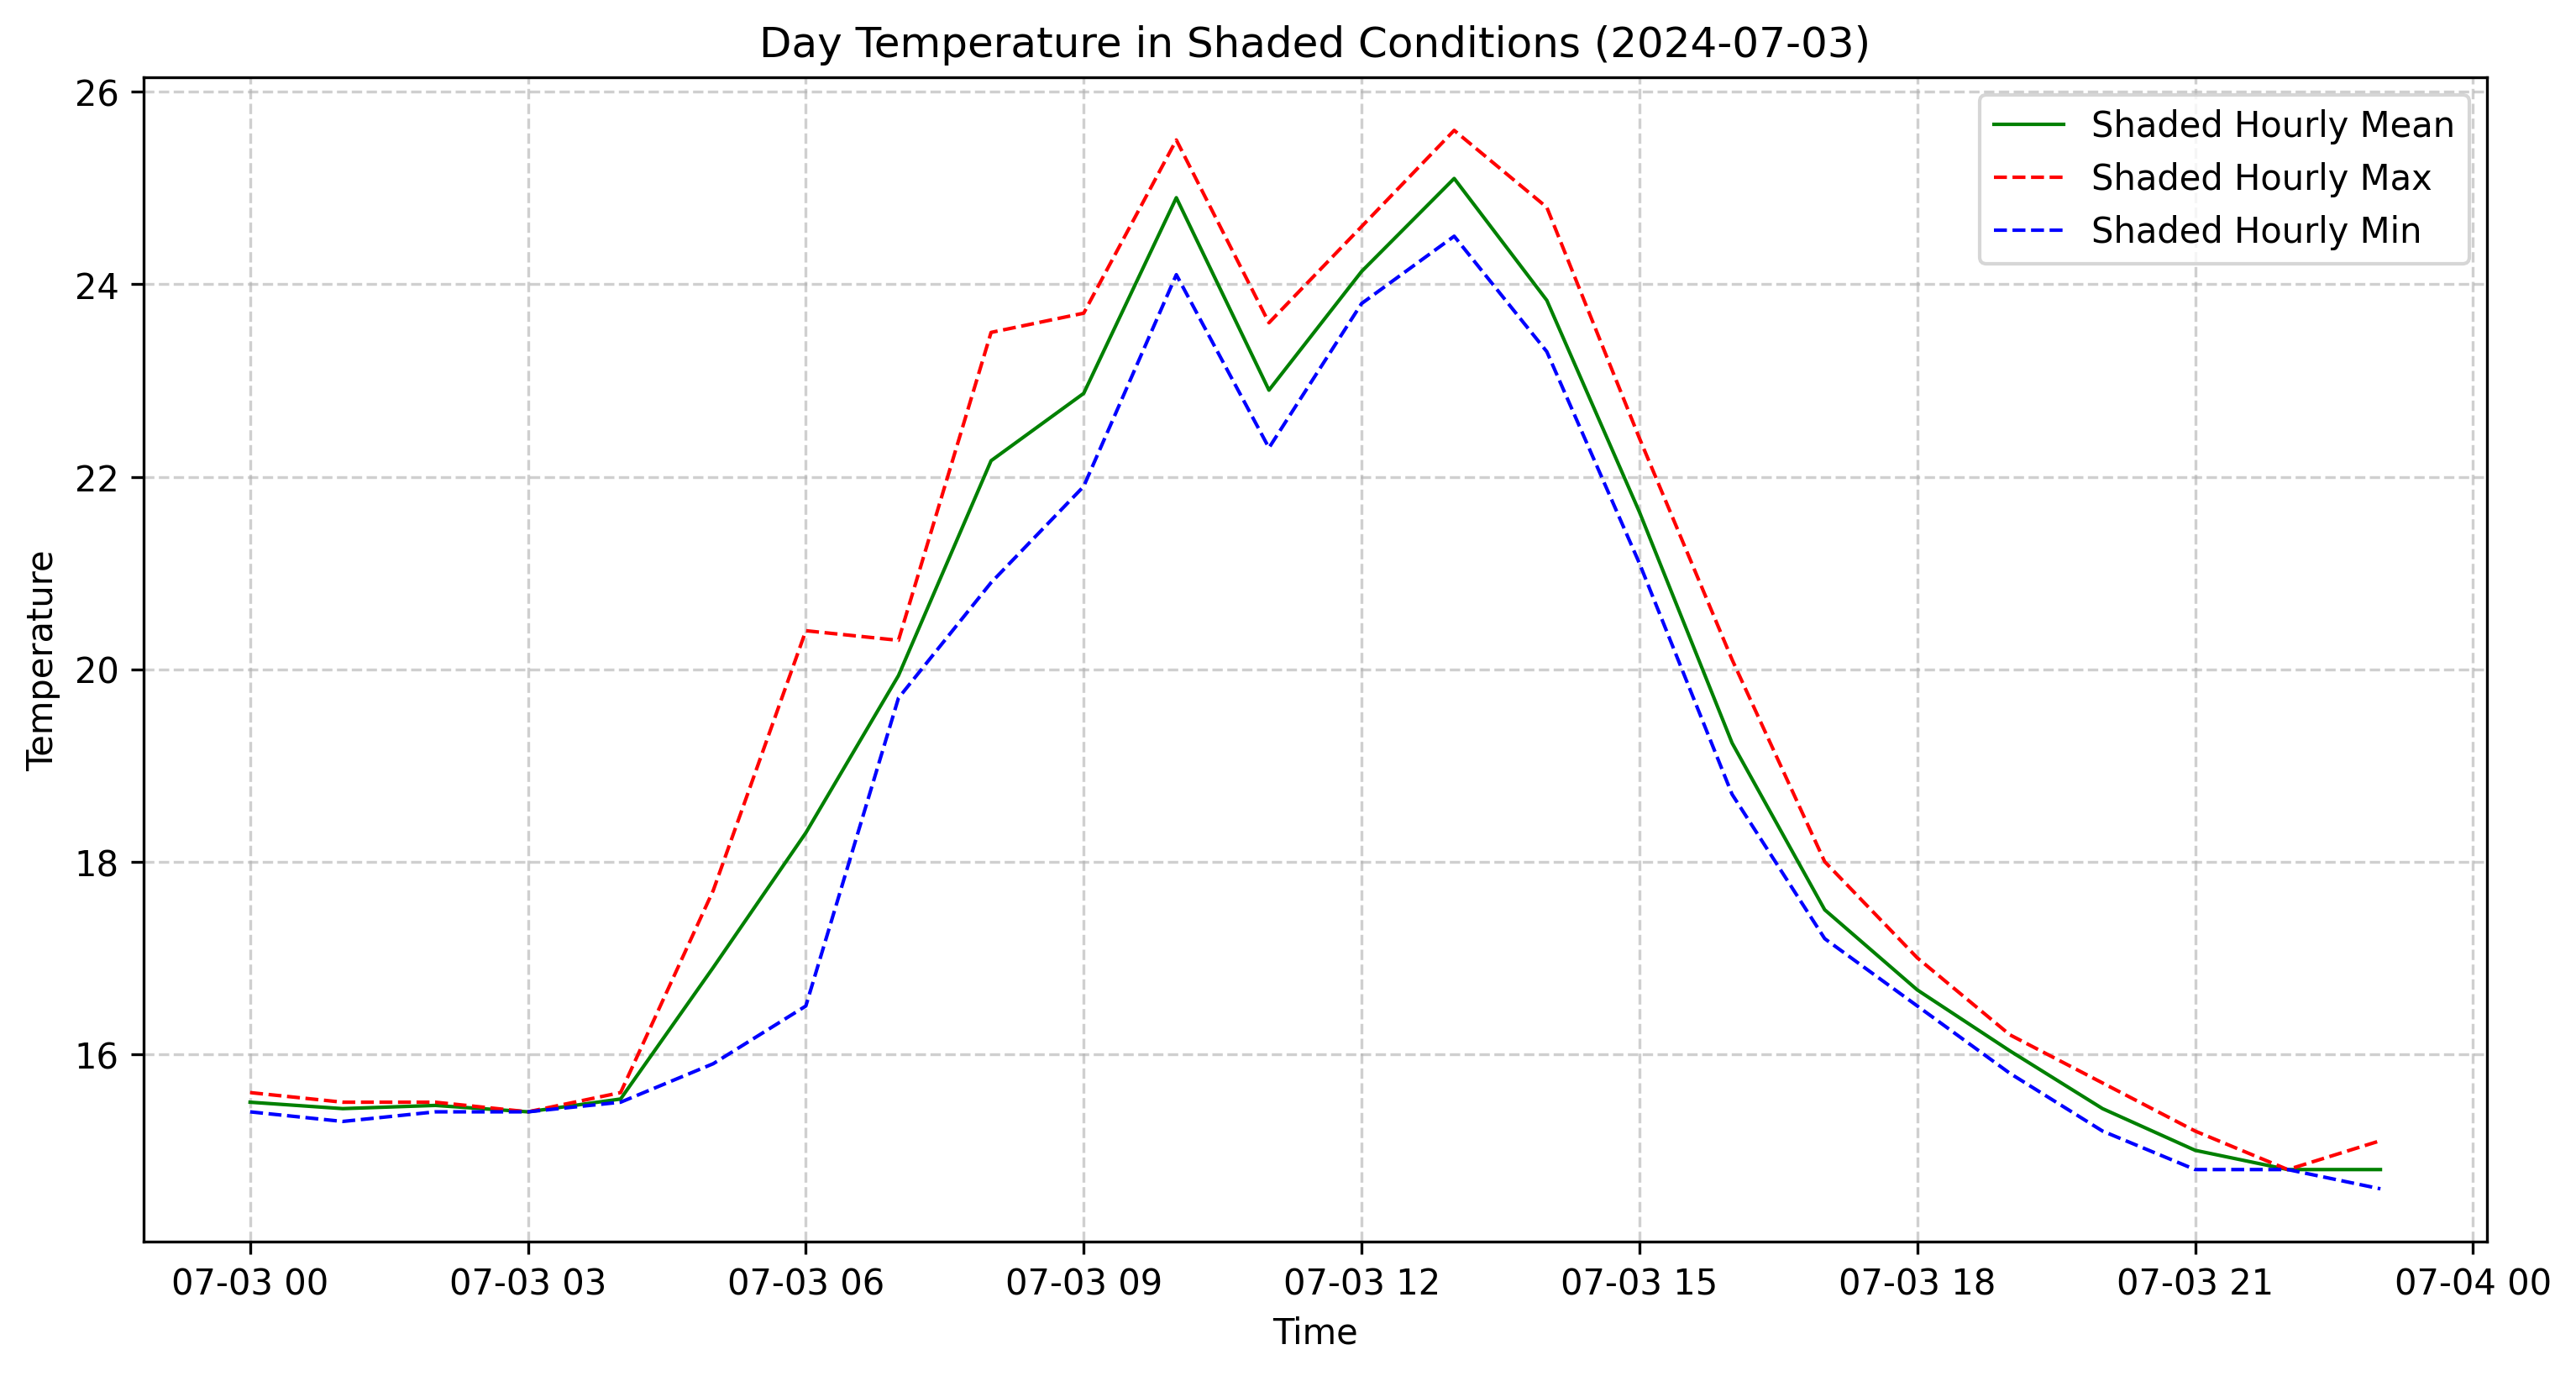 Day Temperature in Shaded Conditions (2024-07-03)
Shaded Hourly Mean
Shaded Hourly Max
Shaded Hourly Min
Temperature
26
24
22
20
18
16
07-03 00 07-03 03 07-03 06 07-03 09 07-03 12 07-03 15 07-03 18 07-03 21 07-04 00
Time